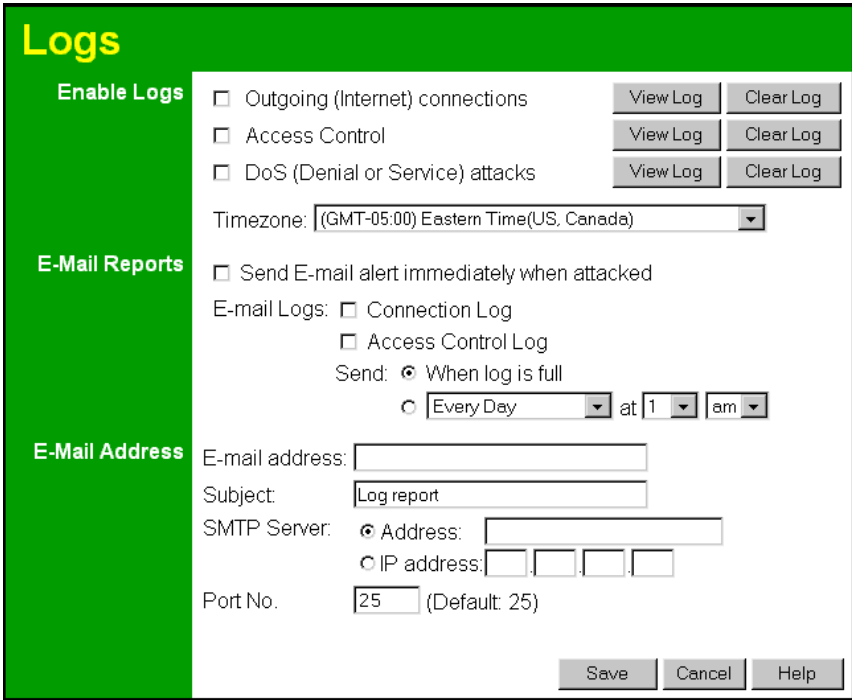 Logs
Enable Logs
Outgoing (Internet) connections View Log Clear Log
Access Control View Log Clear Log
DoS (Denial or Service) attacks View Log Clear Log
Timezone: (GMT-05:00) Eastern Time(US, Canada)
E-Mail Reports
Send E-mail alert immediately when attacked
E-mail Logs: Connection Log
Access Control Log
Send: When log is full
Every Day at 1 am
E-Mail Address
E-mail address:
Subject: Log report
SMTP Server: Address:
IP address: . . .
Port No. 25 (Default: 25)
Save Cancel Help